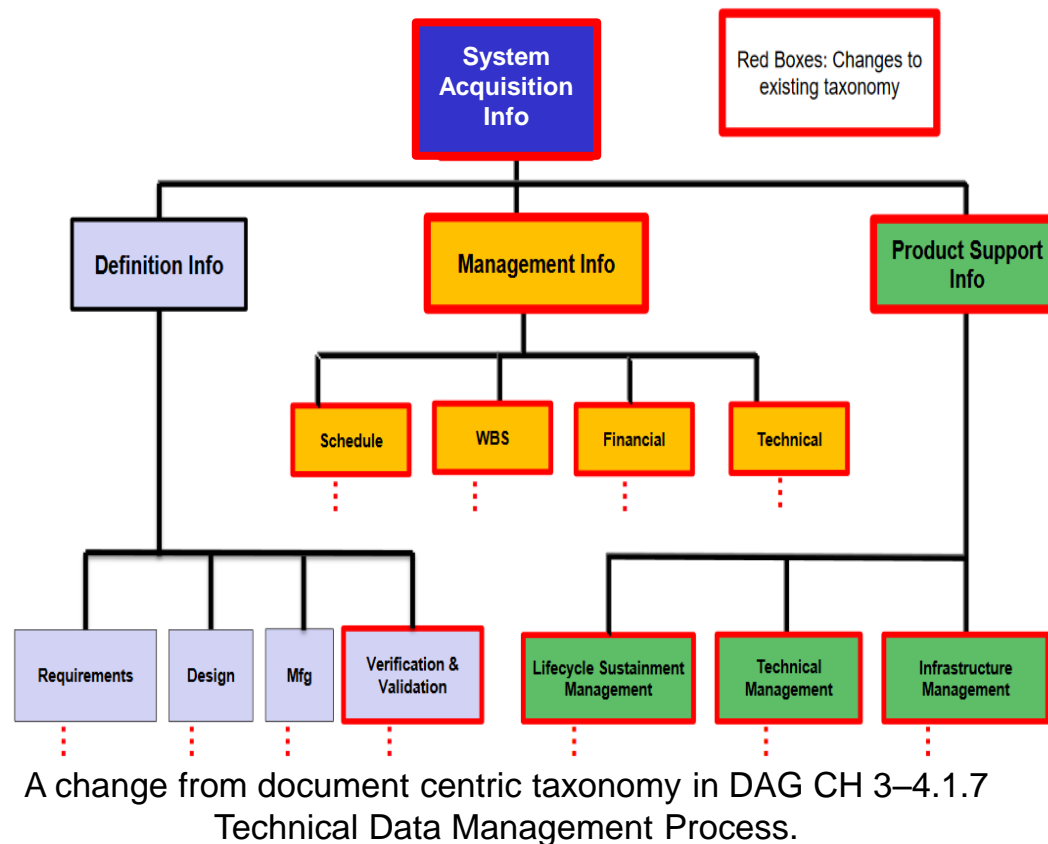 System
Acquisition
Info
Red Boxes: Changes to
existing taxonomy
Definition Info
Management Info
Product Support
Info
Schedule
WBS
Financial
Technical
Requirements
Design
Mfg
Verification &
Validation
Lifecycle Sustainment
Management
Technical
Management
Infrastructure
Management
A change from document centric taxonomy in DAG CH 3–4.1.7
Technical Data Management Process.